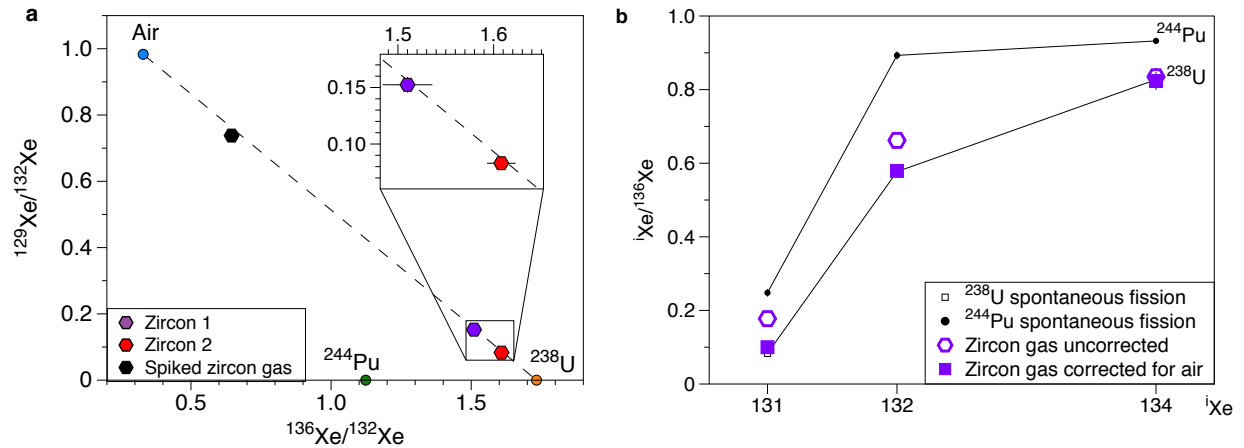 a
Air
1.5
1.6
0.15
0.10
1.0
0.8
0.6
0.4
0.2
0
¹²⁹Xe/¹³²Xe
Zircon 1
Zircon 2
Spiked zircon gas
²⁴⁴Pu
²³⁸U
0.5
1.0
1.5
¹³⁶Xe/¹³²Xe
b
1.0
0.8
0.6
0.4
0.2
0
ⁱXe/¹³⁶Xe
²⁴⁴Pu
²³⁸U
²³⁸U spontaneous fission
²⁴⁴Pu spontaneous fission
Zircon gas uncorrected
Zircon gas corrected for air
131
132
134
ⁱXe